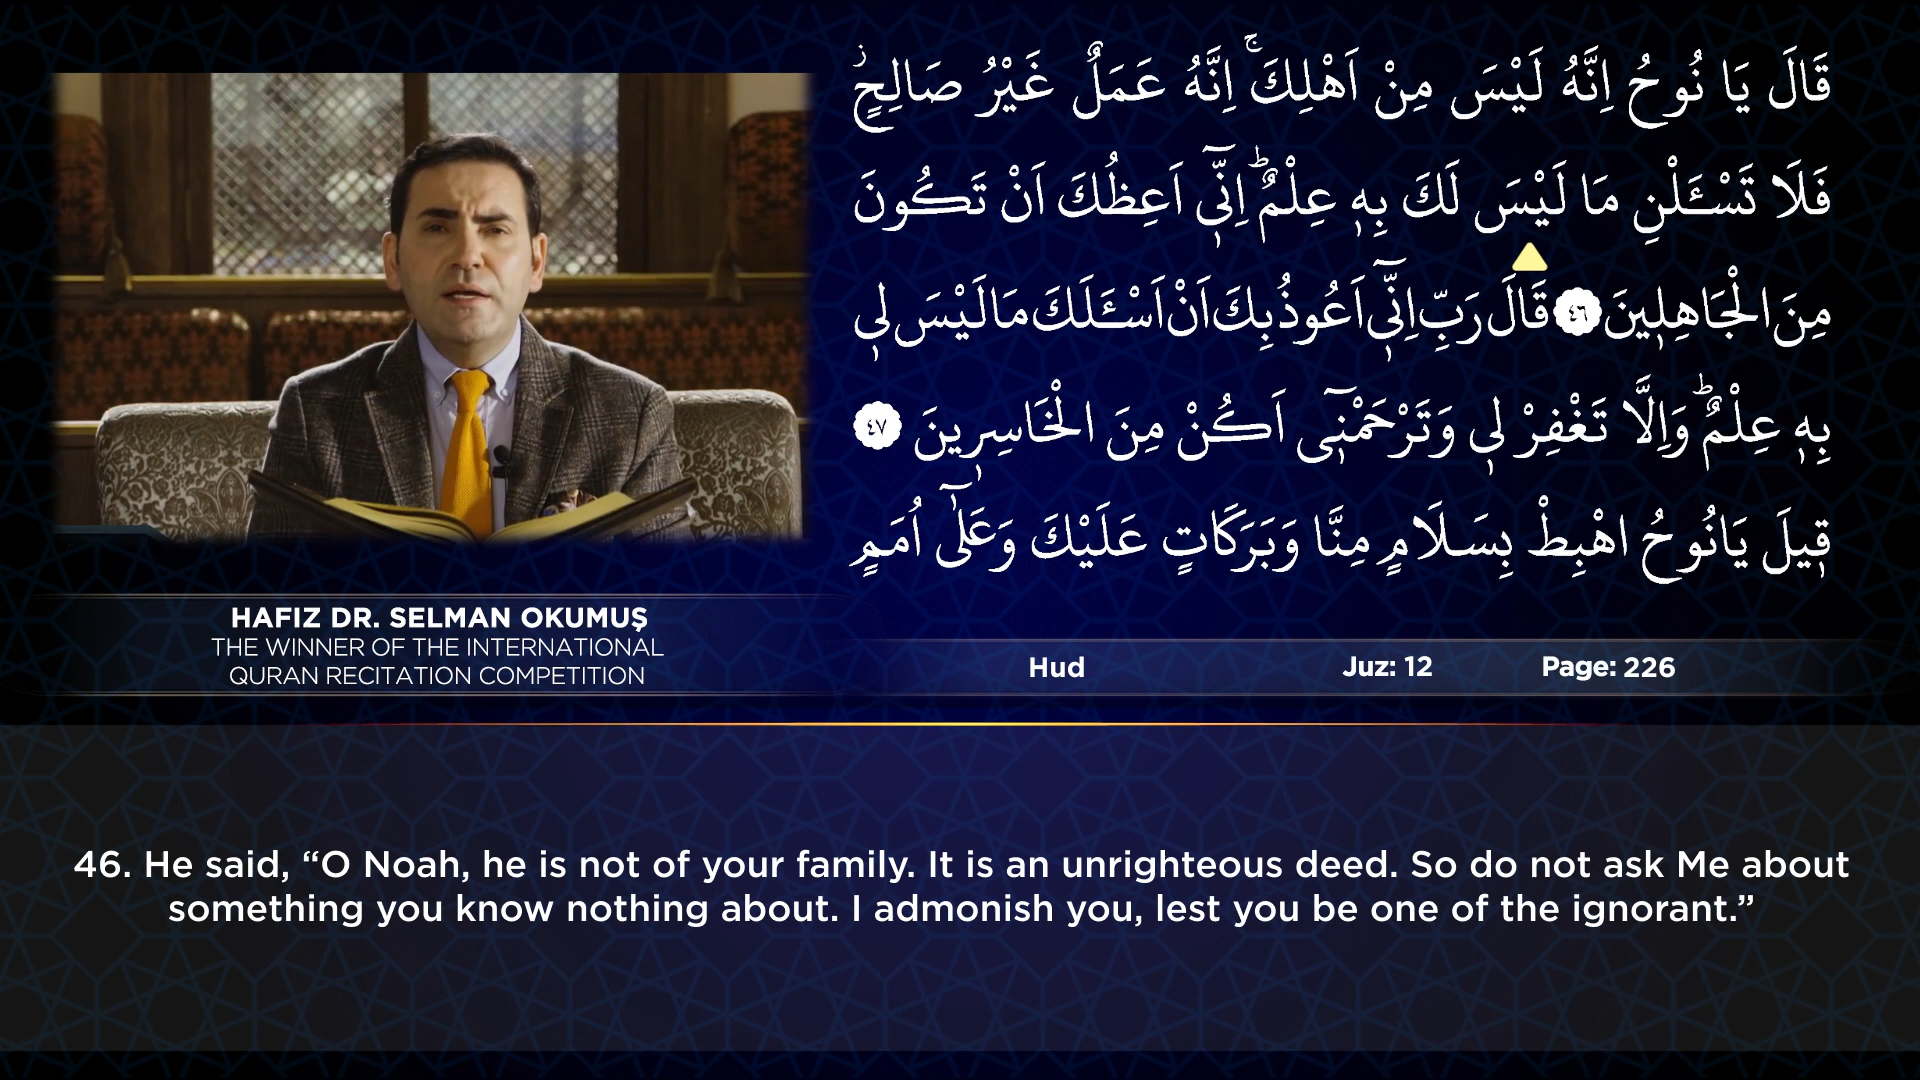 قَالَ يَا نُوحُ اِنَّهُ لَيْسَ مِنْ اَهْلِكَۚ اِنَّهُ عَمَلٌ غَيْرُ صَالِحٍۘ
فَلَا تَسْـَٔلْنِ مَا لَيْسَ لَكَ بِهٖ عِلْمٌؕ اِنّٖٓي اَعِظُكَ اَنْ تَكُونَ
مِنَ الْجَاهِلٖينَ ٤٦ قَالَ رَبِّ اِنّٖٓي اَعُوذُ بِكَ اَنْ اَسْـَٔلَكَ مَا لَيْسَ لٖي
بِهٖ عِلْمٌؕ وَاِلَّا تَغْفِرْ لٖي وَتَرْحَمْنٖٓي اَكُنْ مِنَ الْخَاسِرٖينَ ٤٧
قٖيلَ يَانُوحُ اهْبِطْ بِسَلَامٍ مِنَّا وَبَرَكَاتٍ عَلَيْكَ وَعَلٰٓى اُمَمٍ
HAFIZ DR. SELMAN OKUMUŞ
THE WINNER OF THE INTERNATIONAL
QURAN RECITATION COMPETITION
Hud Juz: 12 Page: 226
46. He said, “O Noah, he is not of your family. It is an unrighteous deed. So do not ask Me about
something you know nothing about. I admonish you, lest you be one of the ignorant.”